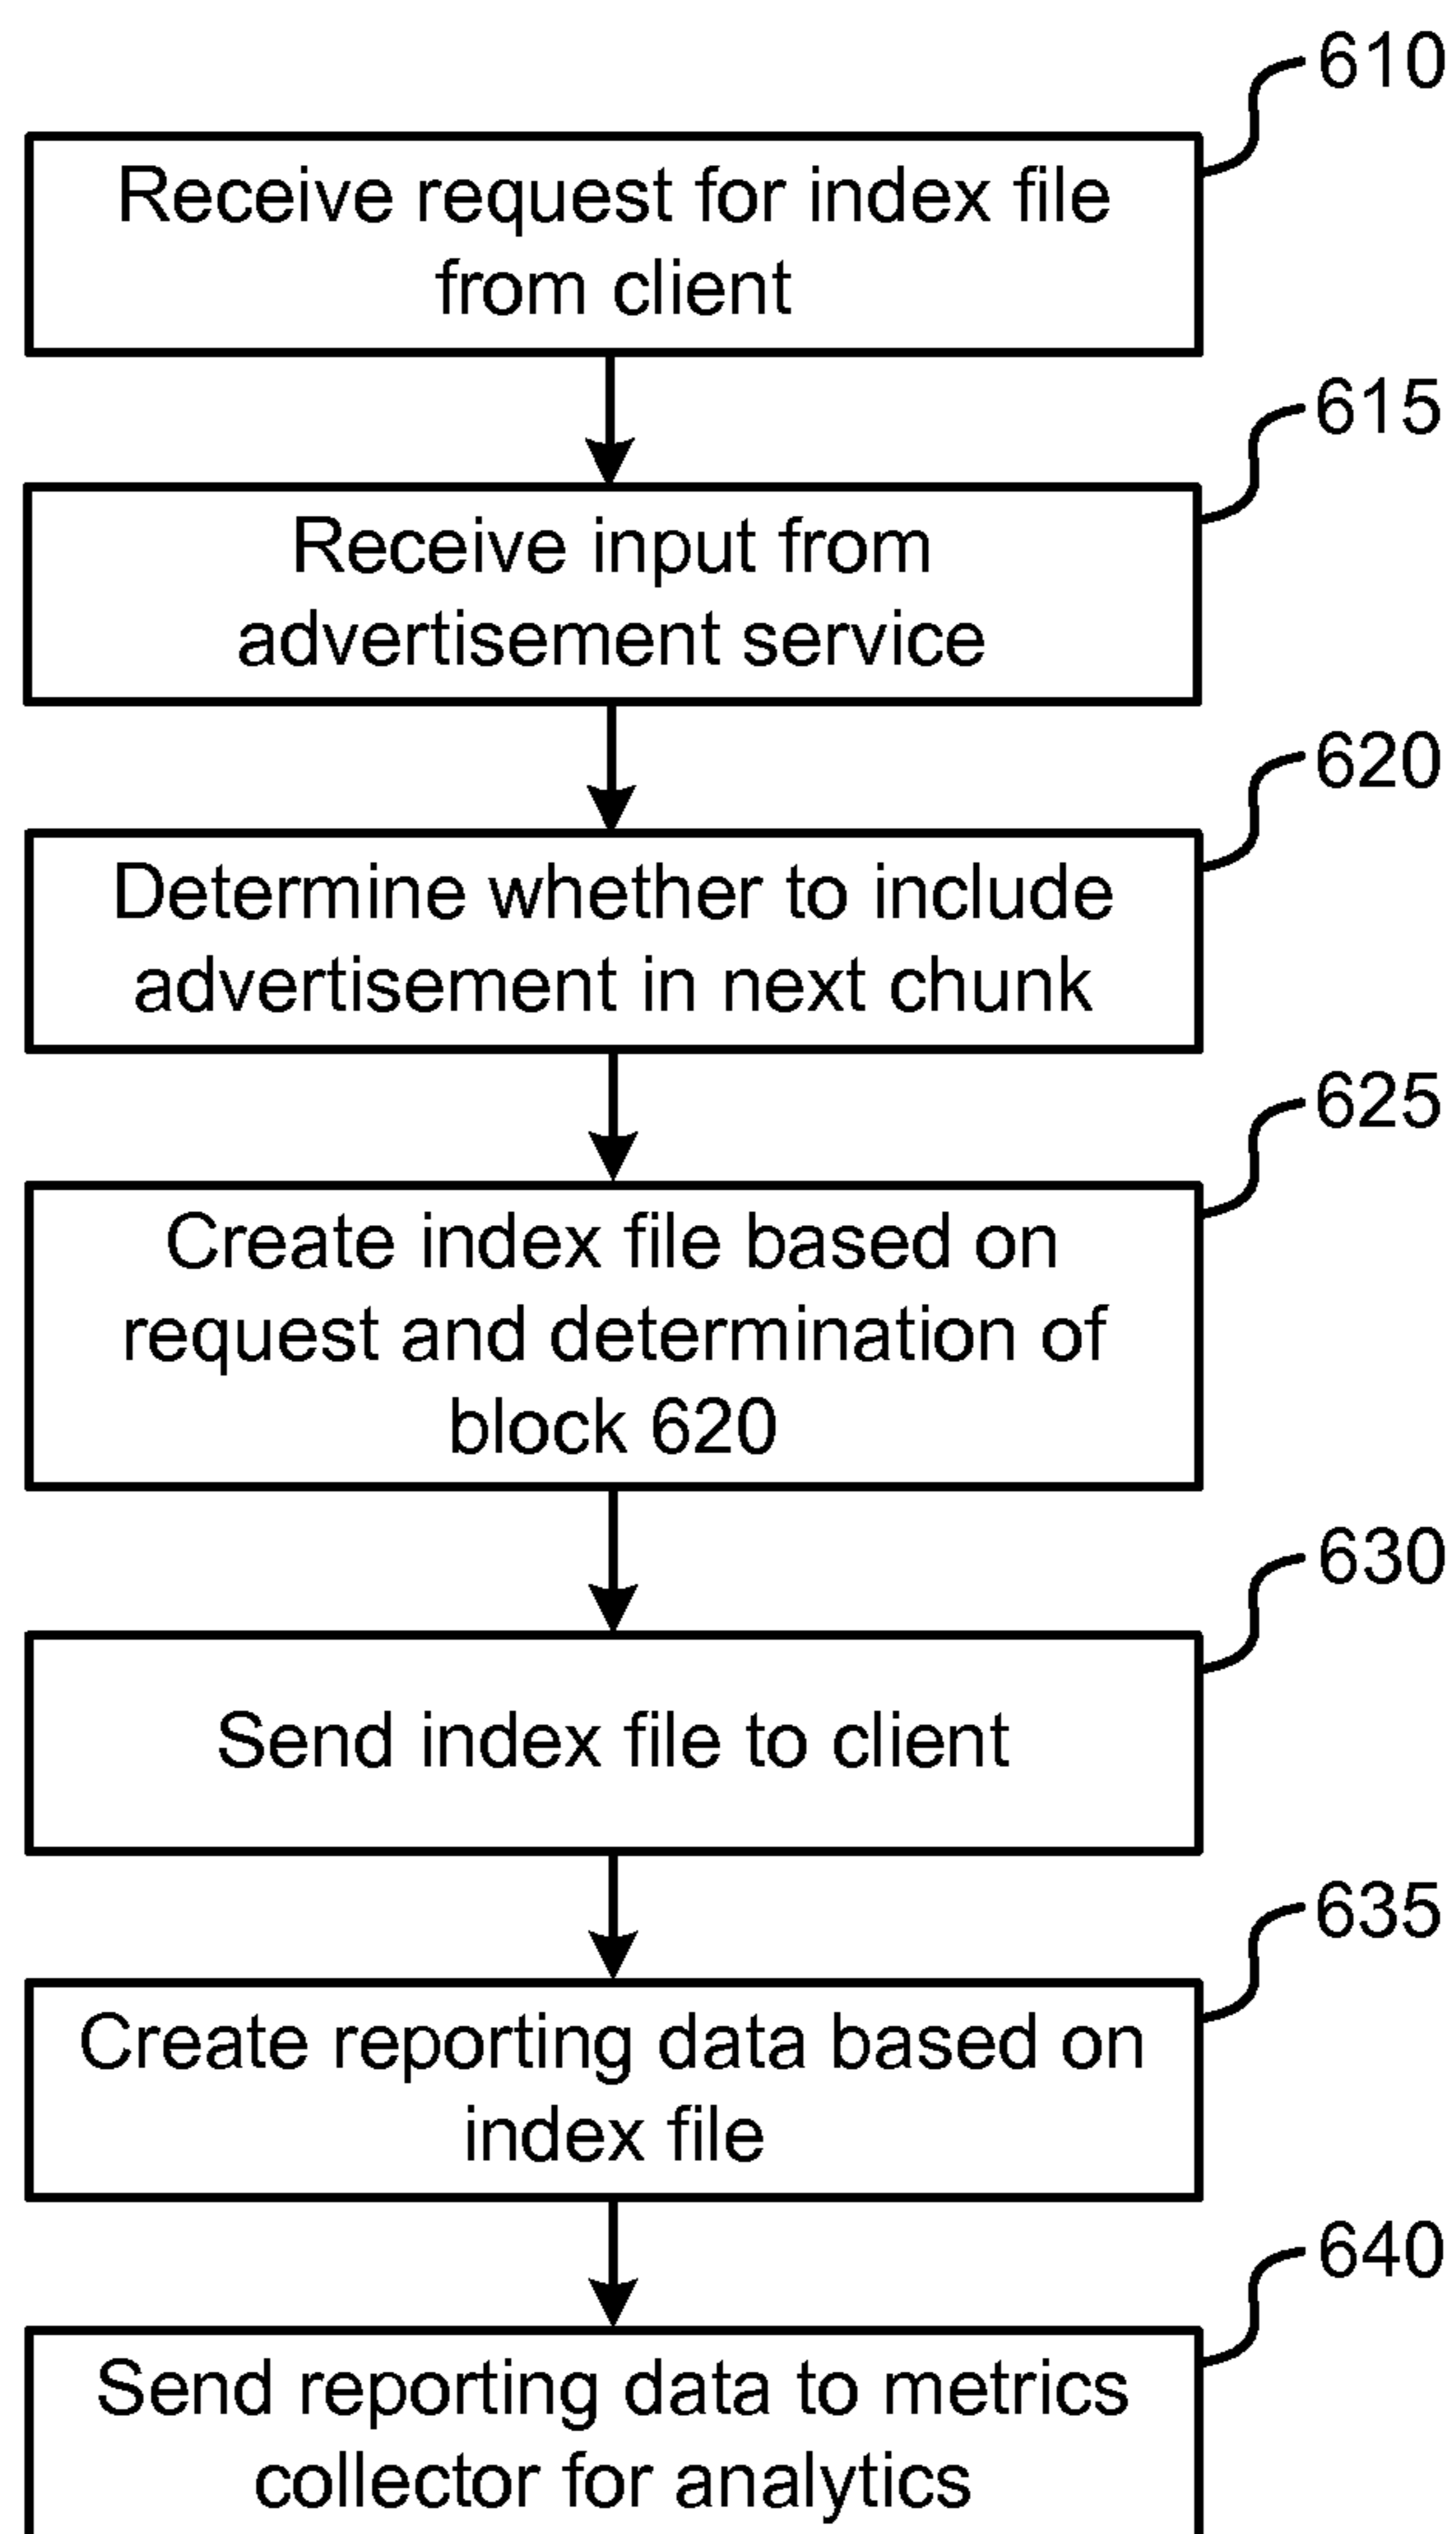 610
Receive request for index file
from client
615
Receive input from
advertisement service
620
Determine whether to include
advertisement in next chunk
625
Create index file based on
request and determination of
block 620
630
Send index file to client
635
Create reporting data based on
index file
640
Send reporting data to metrics
collector for analytics